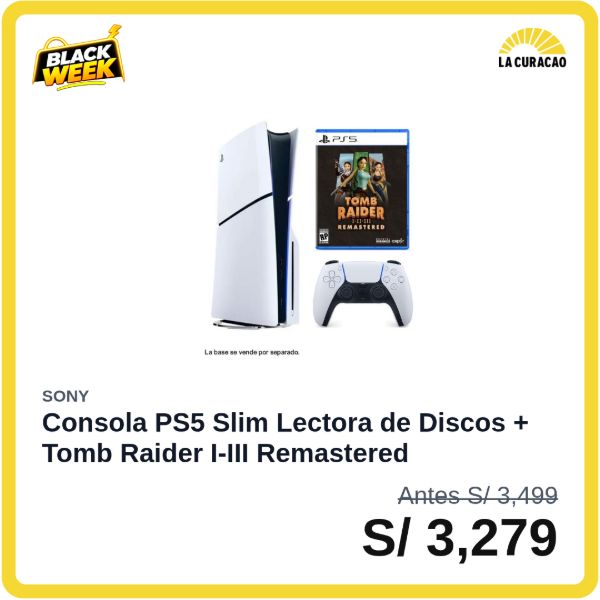 BLACK
WEEK
LA CURACAO
PS5
TOMB
RAIDER
I-II-III
REMASTERED
La base se vende por separado.
SONY
Consola PS5 Slim Lectora de Discos +
Tomb Raider I-III Remastered
Antes S/ 3,499
S/ 3,279